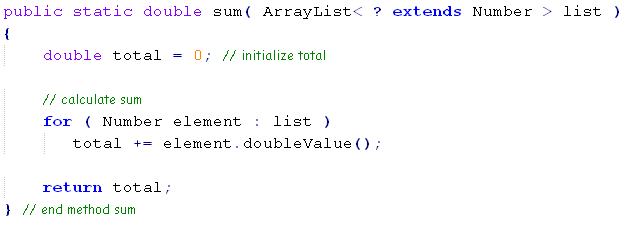 public static double sum( ArrayList< ? extends Number > list )
{
double total = 0; // initialize total
// calculate sum
for ( Number element : list )
total += element.doubleValue();
return total;
} // end method sum